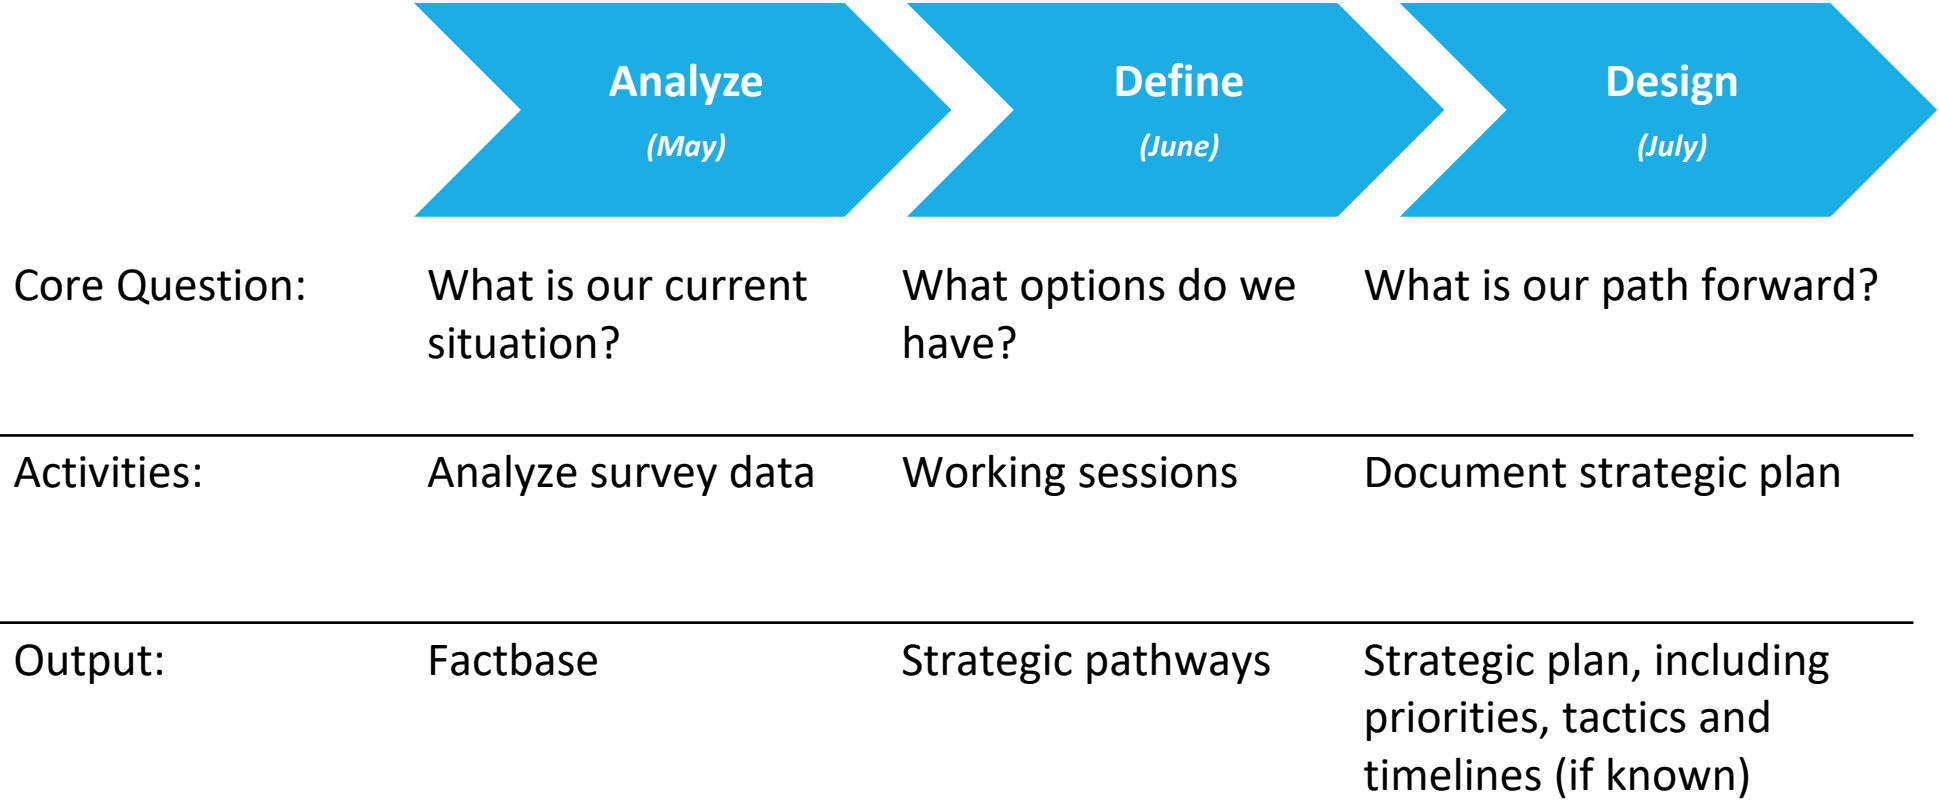 Analyze
(May)
Define
(June)
Design
(July)
Core Question:
What is our current
situation?
What options do we
have?
What is our path forward?
Activities:
Analyze survey data
Working sessions
Document strategic plan
Output:
Factbase
Strategic pathways
Strategic plan, including
priorities, tactics and
timelines (if known)